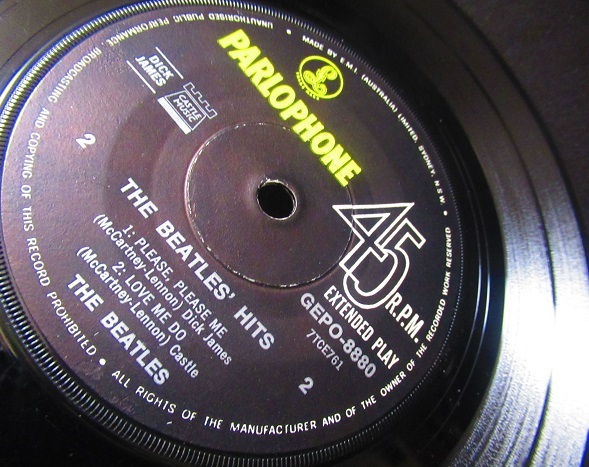 PARLOPHONE
DICK
JAMES
CASTLE
MUSIC
2
45
R.P.M.
EXTENDED PLAY
GEPO-8880
7TCE761
2
THE BEATLES' HITS
1. PLEASE, PLEASE ME
(McCartney-Lennon) Dick James
2. LOVE ME DO
(McCartney-Lennon) Castle
THE BEATLES
• MADE BY E.M.I. (AUSTRALIA) LIMITED, SYDNEY, N.S.W. •
ALL RIGHTS OF THE MANUFACTURER AND OF THE OWNER OF THE RECORDED WORK RESERVED
• UNAUTHORISED PUBLIC PERFORMANCE, BROADCASTING AND COPYING OF THIS RECORD PROHIBITED •